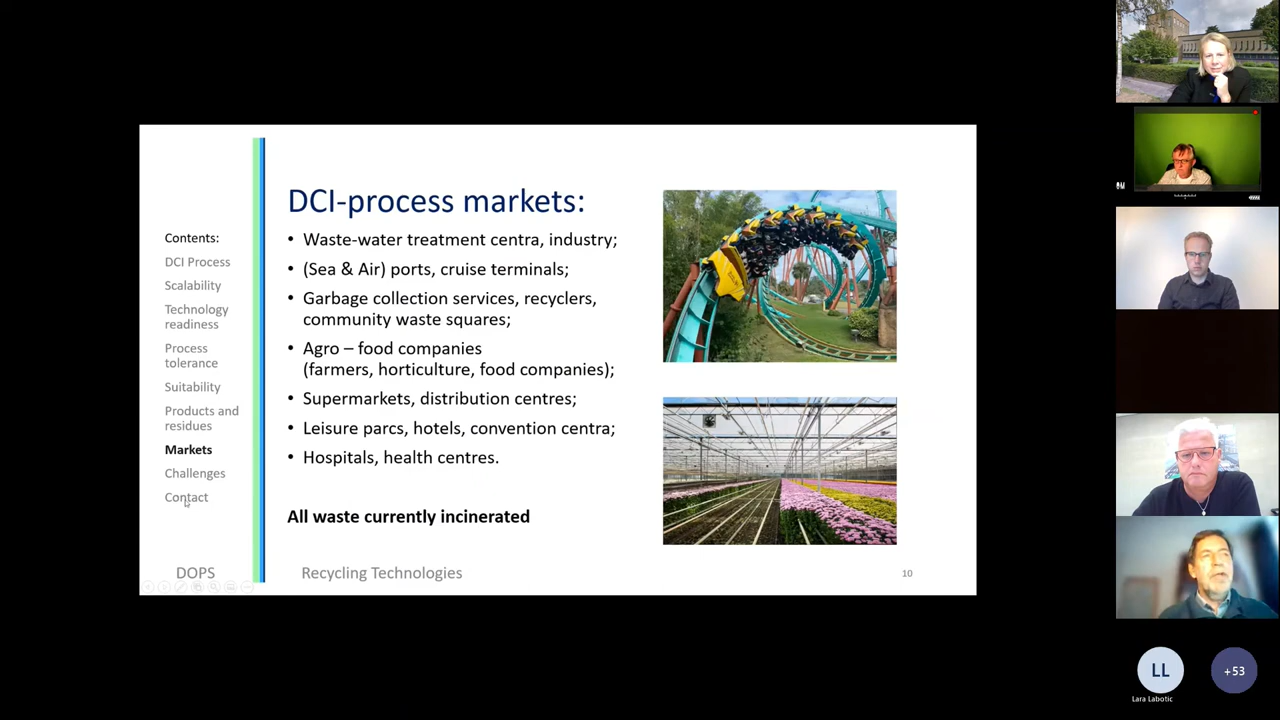 Contents:
DCI Process
Scalability
Technology
readiness
Process
tolerance
Suitability
Products and
residues
Markets
Challenges
Contact
DOPS
DCI-process markets:
• Waste-water treatment centra, industry;
• (Sea & Air) ports, cruise terminals;
• Garbage collection services, recyclers,
community waste squares;
• Agro – food companies
(farmers, horticulture, food companies);
• Supermarkets, distribution centres;
• Leisure parcs, hotels, convention centra;
• Hospitals, health centres.
All waste currently incinerated
Recycling Technologies
10
LL
Lara Labotic
+53